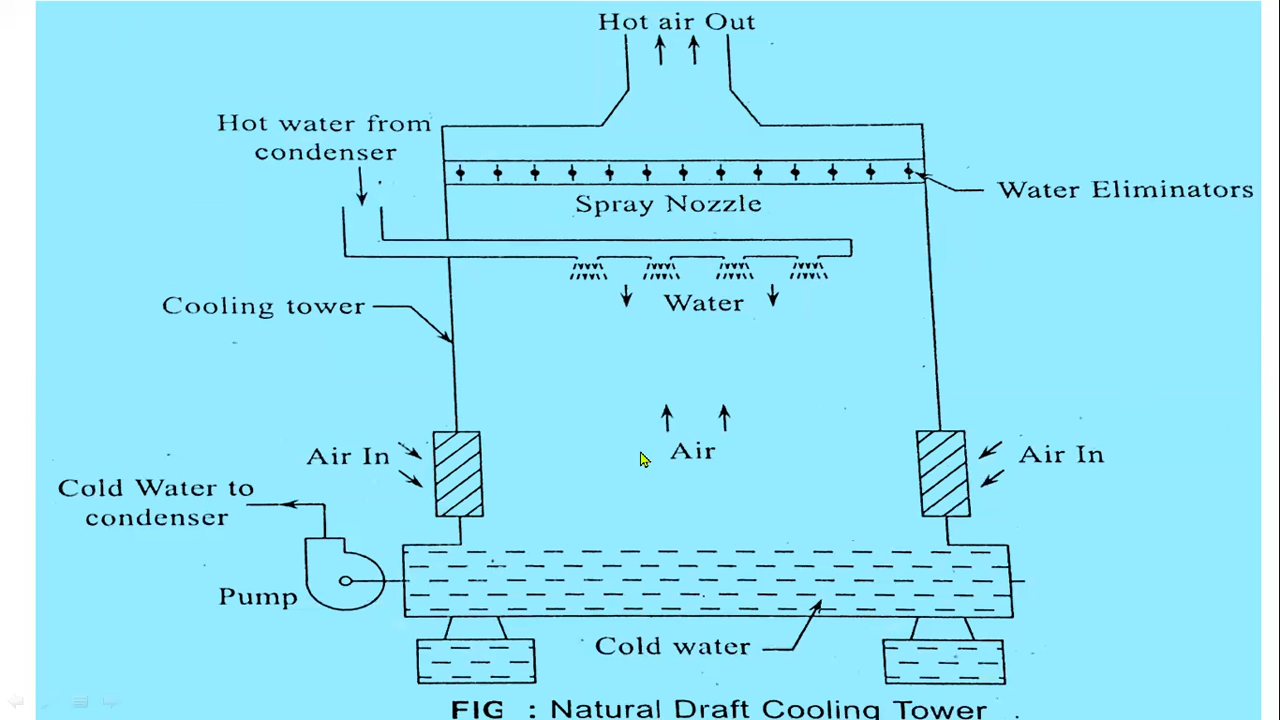 Hot air Out
Hot water from
condenser
Water Eliminators
Spray Nozzle
Cooling tower
Water
Air In
Air
Air In
Cold Water to
condenser
Pump
Cold water
FIG : Natural Draft Cooling Tower